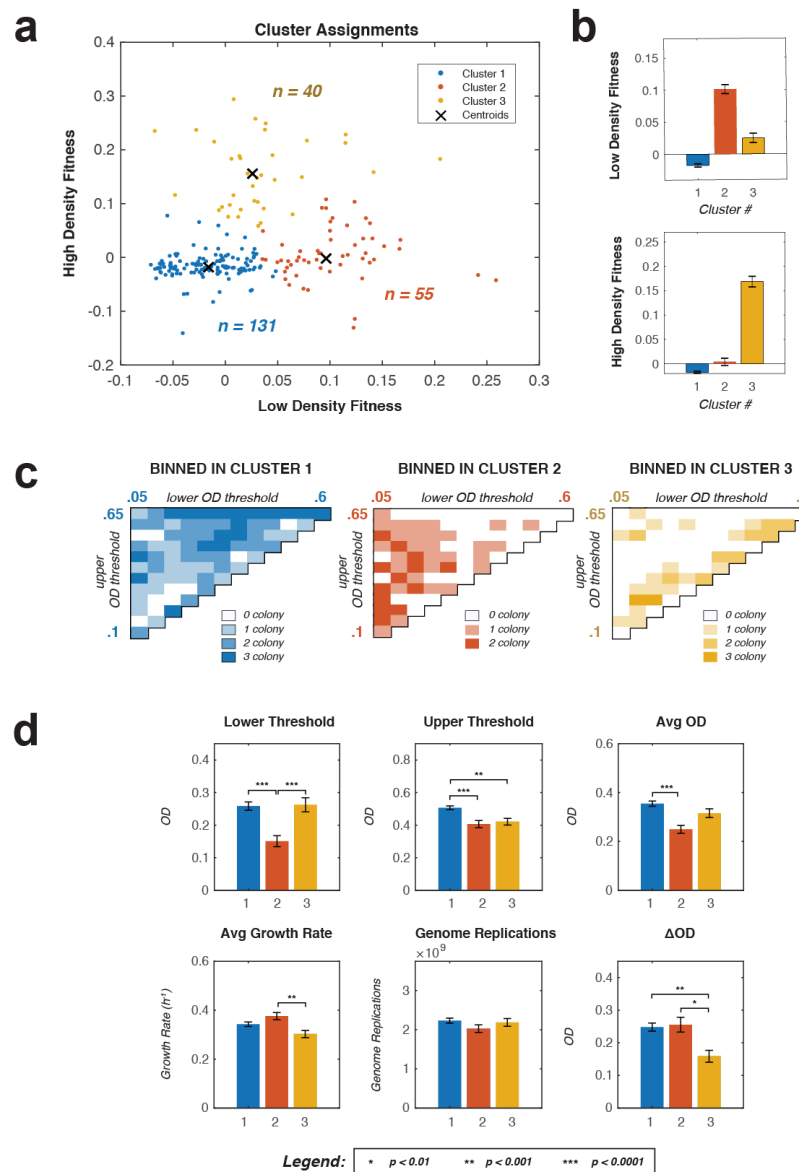 a
Cluster Assignments
0.4
0.3
0.2
0.1
0
-0.1
-0.2
High Density Fitness
-0.1
-0.05
0
0.05
0.1
0.15
0.2
0.25
0.3
Low Density Fitness
n = 40
n = 55
n = 131
Cluster 1
Cluster 2
Cluster 3
Centroids
b
Low Density Fitness
0.15
0.1
0.05
0
1 2 3
Cluster #
High Density Fitness
0.25
0.2
0.15
0.1
0.05
0
1 2 3
Cluster #
c
BINNED IN CLUSTER 1
.05 lower OD threshold .6
.65
upper
OD threshold
.1
0 colony
1 colony
2 colony
3 colony
BINNED IN CLUSTER 2
.05 lower OD threshold .6
.65
upper
OD threshold
.1
0 colony
1 colony
2 colony
BINNED IN CLUSTER 3
.05 lower OD threshold
.65
upper
OD threshold
.1
0 colony
1 colony
2 colony
3 colony
d
Lower Threshold
OD
0.4
0.3
0.2
0.1
0
*** ***
1 2 3
Upper Threshold
OD
0.8
0.6
0.4
0.2
0
**
***
1 2 3
Avg OD
OD
0.6
0.4
0.2
0
***
1 2 3
Avg Growth Rate
Growth Rate (h⁻¹)
0.6
0.4
0.2
0
**
1 2 3
Genome Replications
× 10⁹
Genome Replications
3
2
1
0
1 2 3
ΔOD
OD
0.4
0.3
0.2
0.1
0
**
*
1 2 3
Legend: * p < 0.01 ** p < 0.001 *** p < 0.0001